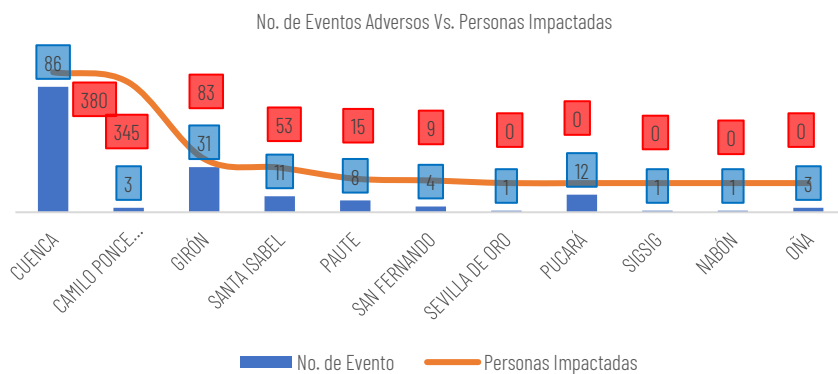 No. de Eventos Adversos Vs. Personas Impactadas
86
380
345
3
83
31
53
11
15
8
9
4
0
1
0
12
0
1
0
1
0
3
CUENCA
CAMILO PONCE...
GIRÓN
SANTA ISABEL
PAUTE
SAN FERNANDO
SEVILLA DE ORO
PUCARÁ
SIGSIG
NABÓN
OÑA
No. de Evento
Personas Impactadas